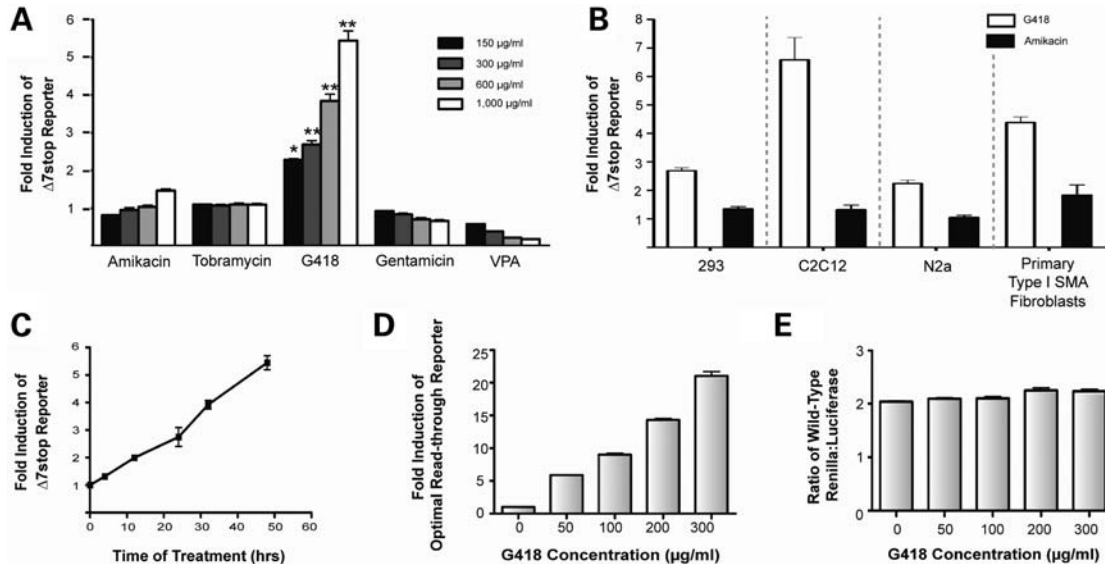 A
Fold Induction of
Δ7stop Reporter
6
5
4
3
2
1
* ** ** **
150 µg/ml
300 µg/ml
600 µg/ml
1,000 µg/ml
Amikacin Tobramycin G418 Gentamicin VPA
B
Fold Induction of
Δ7stop Reporter
8
7
6
5
4
3
2
1
G418
Amikacin
293 C2C12 N2a Primary
Type I SMA
Fibroblasts
C
Fold Induction of
Δ7stop Reporter
6
5
4
3
2
1
0 10 20 30 40 50 60
Time of Treatment (hrs)
D
Fold Induction of
Optimal Read-through Reporter
25
20
15
10
5
0
0 50 100 200 300
G418 Concentration (µg/ml)
E
Ratio of Wild-Type
Renilla:Luciferase
3
2
1
0
0 50 100 200 300
G418 Concentration (µg/ml)